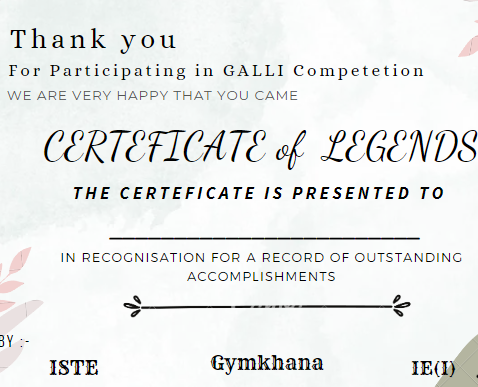 Thank you
For Participating in GALLI Competetion
WE ARE VERY HAPPY THAT YOU CAME
CERTEFICATE of LEGENDS
THE CERTEFICATE IS PRESENTED TO
IN RECOGNISATION FOR A RECORD OF OUTSTANDING
ACCOMPLISHMENTS
BY :-
ISTE Gymkhana IE(I)